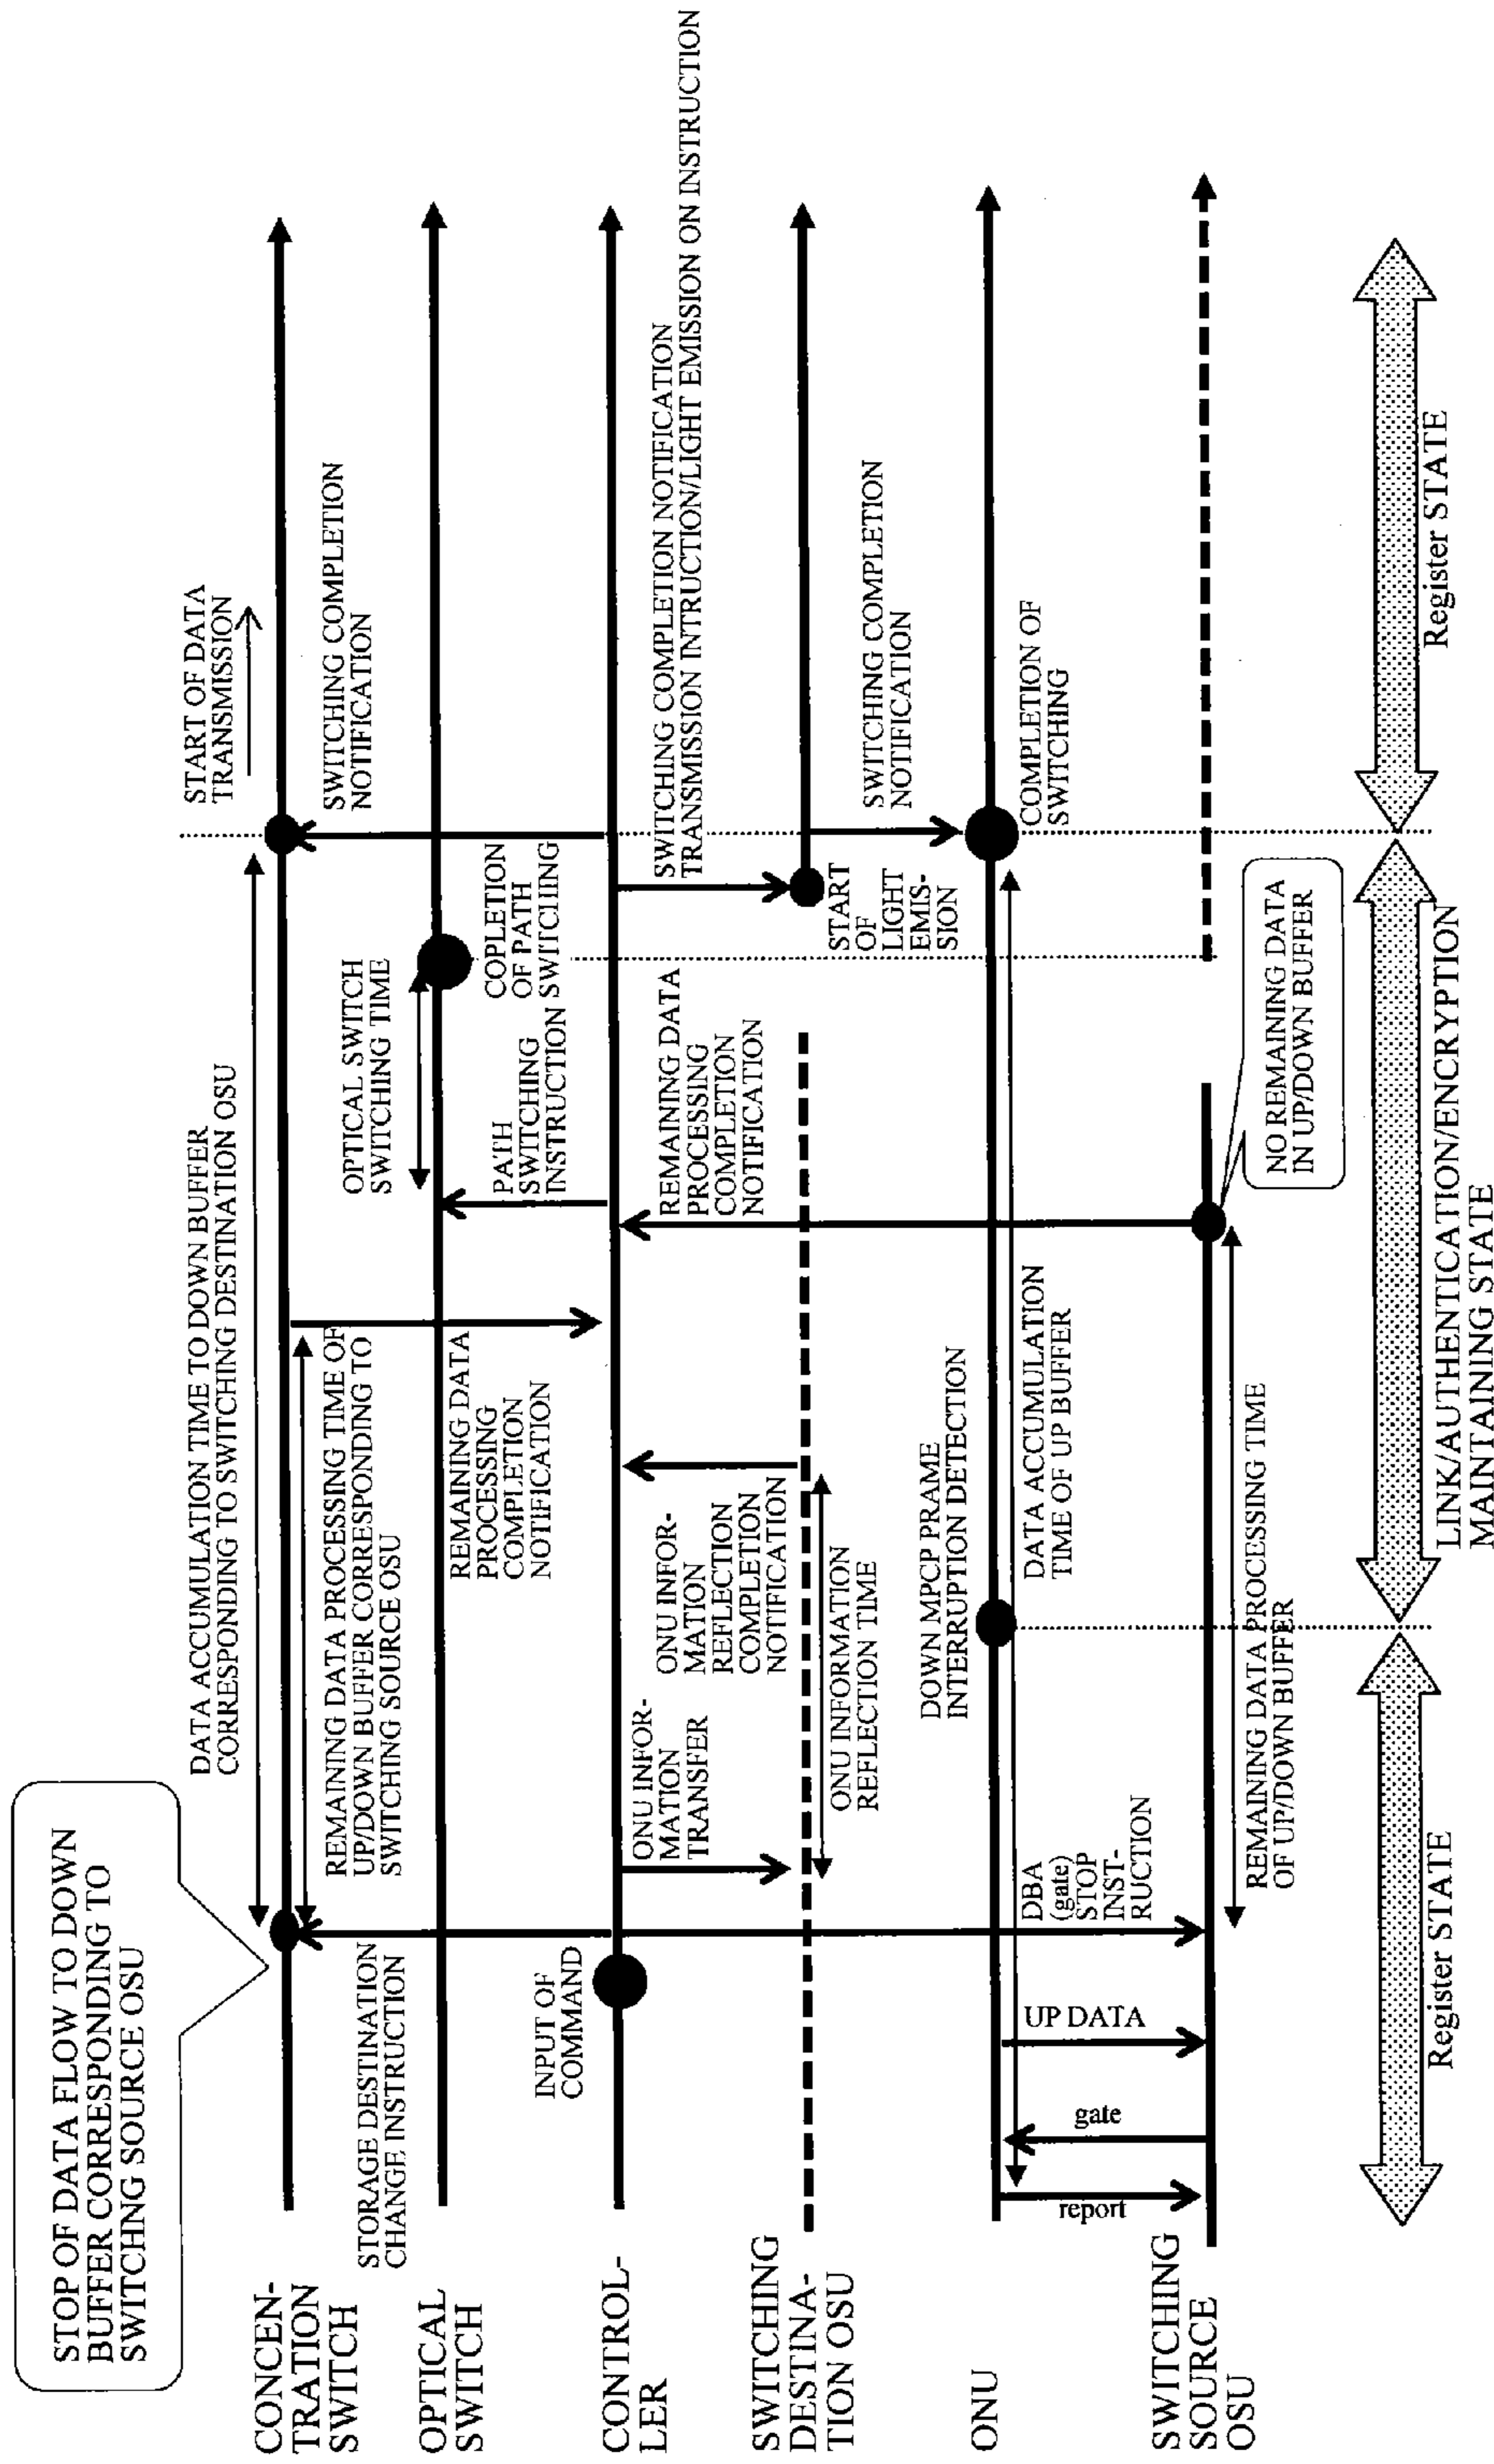 STOP OF DATA FLOW TO DOWN
BUFFER CORRESPONDING TO
SWITCHNG SOURCE OSU
CONCEN-
TRATION
SWITCH
OPTICAL
SWITCH
CONTROL-
LER
SWITCHING
DESTINA-
TION OSU
ONU
SWITCHING
SOURCE
OSU
DATA ACCUMULATION TIME TO DOWN BUFFER
CORRESPONDING TO SWITCHING DESTINATION OSU
START OF DATA
TRANSMISSION
STORAGE DESTINATION
CHANGE INSTRUCTION
REMAINING DATA PROCESSING TIME OF
UP/DOWN BUFFER CORRESPONDING TO
SWITCHING SOURCE OSU
OPTICAL SWITCH
SWITCHING TIME
SWITCHING COMPLETION
NOTIFICATION
REMAINING DATA
PROCESSING
COMPLETION
NOTIFICATION
PATH
SWITCHING
INSTRUCTION
COPLETION
OF PATH
SWITCHING
INPUT OF
COMMAND
ONU INFOR-
MATION
TRANSFER
ONU INFOR-
MATION
REFLECTION
COMPLETION
NOTIFICATION
REMAINING DATA
PROCESSING
COMPLETION
NOTIFICATION
SWITCHING COMPLETION NOTIFICATION
TRANSMISSION INTRUCTION/LIGHT EMISSION ON INSTRUCTION
ONU INFORMATION
REFLECTION TIME
START
OF
LIGHT
EMIS-
SION
SWITCHING COMPLETION
NOTIFICATION
DOWN MPCP PRAME
INTERRUPTION DETECTION
report
gate
UP DATA
DBA
(gate)
STOP
INST-
RUCTION
DATA ACCUMULATION
TIME OF UP BUFFER
COMPLETION OF
SWITCHING
REMAINING DATA PROCESSING TIME
OF UP/DOWN BUFFER
NO REMAINING DATA
IN UP/DOWN BUFFER
Register STATE
LINK/AUTHENTICATION/ENCRYPTION
MAINTAINING STATE
Register STATE